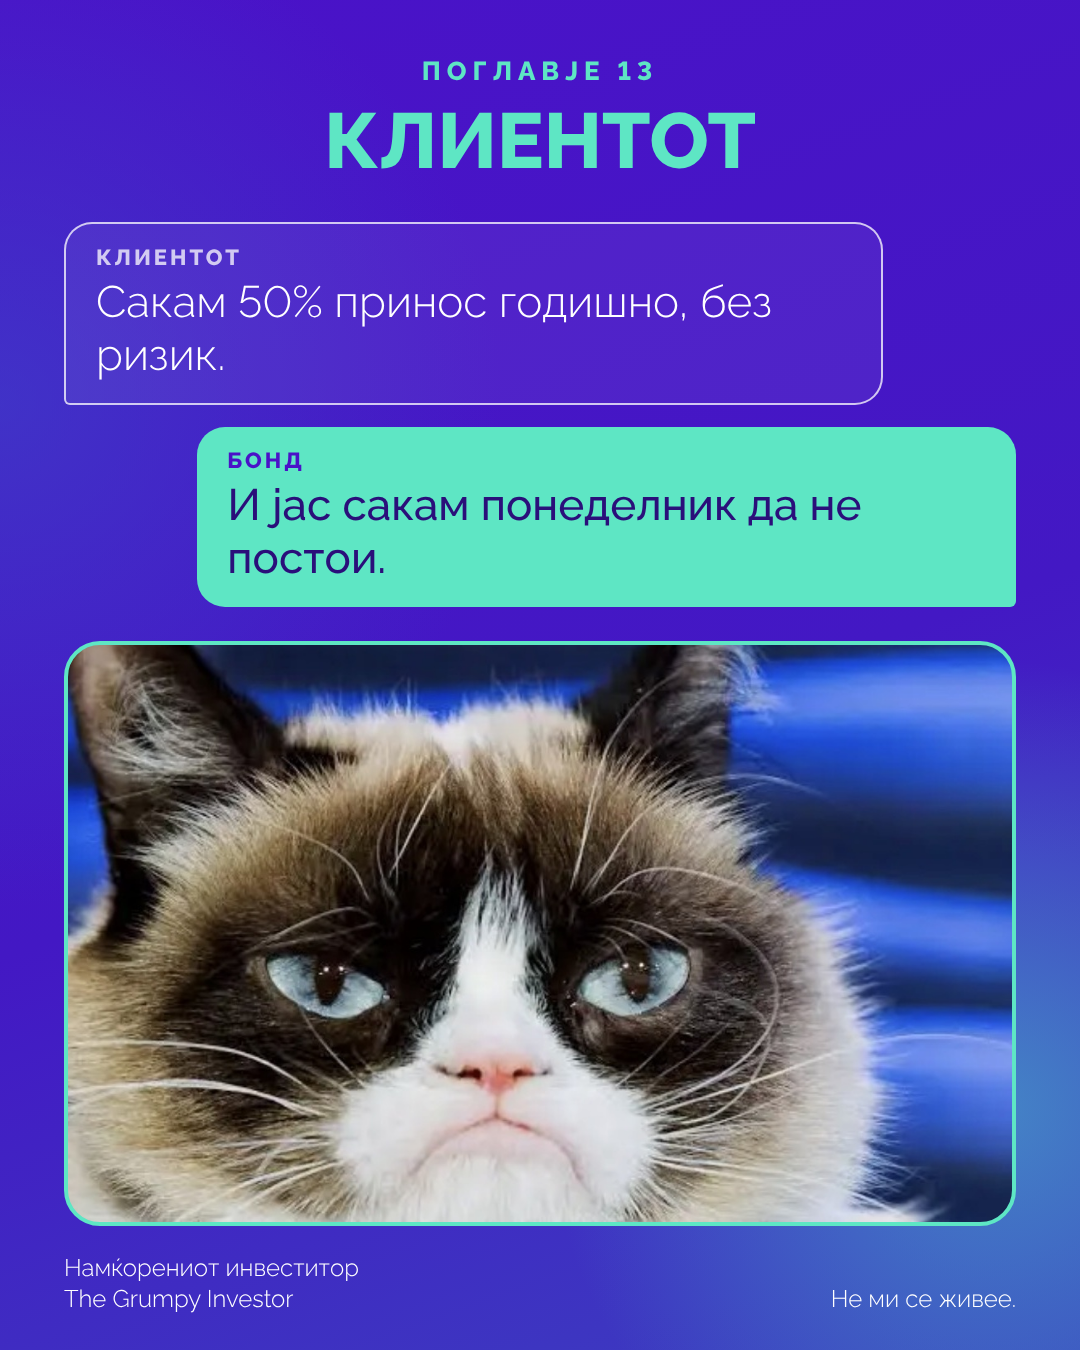 ПОГЛАВЈЕ 13
КЛИЕНТОТ
КЛИЕНТОТ
Сакам 50% принос годишно, без
ризик.
БОНД
И јас сакам понеделник да не
постои.
Намќорениот инвеститор
The Grumpy Investor
Не ми се живее.